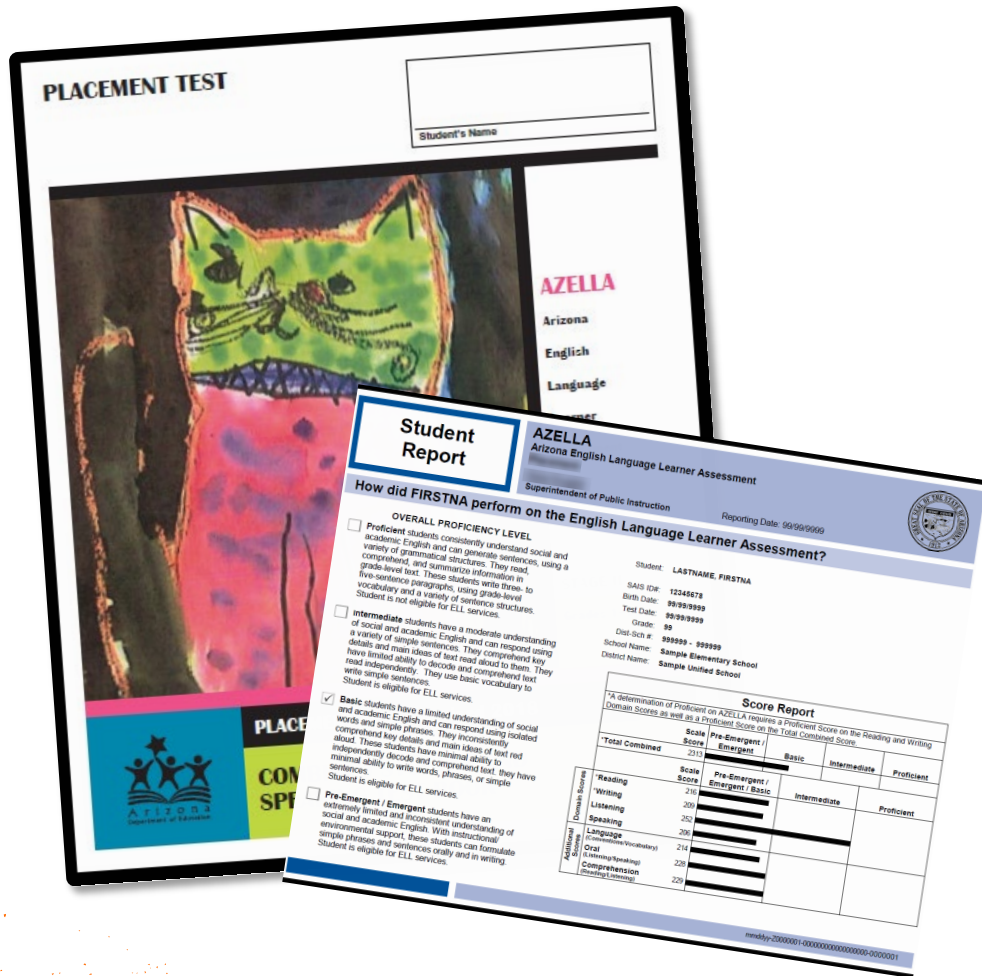 PLACEMENT TEST
Student's Name
AZELLA
Arizona
English
Language
PLACE
COM
SPE
Arizona
Department of Education
Student
Report
AZELLA
Arizona English Language Learner Assessment
Superintendent of Public Instruction
Reporting Date: 99/99/9999
GREAT SEAL OF THE STATE OF ARIZONA
1912
How did FIRSTNA perform on the English Language Learner Assessment?
OVERALL PROFICIENCY LEVEL
Proficient students consistently understand social and
academic English and can generate sentences, using a
variety of grammatical structures. They read,
comprehend, and summarize information in
grade-level text. These students write three- to
five-sentence paragraphs, using grade-level
vocabulary and a variety of sentence structures.
Student is not eligible for ELL services.
Intermediate students have a moderate understanding
of social and academic English and can respond using
a variety of simple sentences. They comprehend key
details and main ideas of text read aloud to them. They
have limited ability to decode and comprehend text
read independently. They use basic vocabulary to
write simple sentences.
Student is eligible for ELL services.
Basic students have a limited understanding of social
and academic English and can respond using isolated
words and simple phrases. They inconsistently
comprehend key details and main ideas of text red
aloud. These students have minimal ability to
independently decode and comprehend text. they have
minimal ability to write words, phrases, or simple
sentences.
Student is eligible for ELL services.
Pre-Emergent / Emergent students have an
extremely limited and inconsistent understanding of
social and academic English. With instructional/
environmental support, these students can formulate
simple phrases and sentences orally and in writing.
Student is eligible for ELL services.
Student: LASTNAME, FIRSTNA
SAIS ID#: 12345678
Birth Date: 99/99/9999
Test Date: 99/99/9999
Grade: 99
Dist-Sch #: 999999 - 999999
School Name: Sample Elementary School
District Name: Sample Unified School
Score Report
*A determination of Proficient on AZELLA requires a Proficient Score on the Reading and Writing
Domain Scores as well as a Proficient Score on the Total Combined Score.
Scale Score Pre-Emergent / Emergent Basic Intermediate Proficient
*Total Combined 2313
Scale Score Pre-Emergent / Emergent / Basic Intermediate Proficient
Domain Scores
*Reading 216
*Writing 209
Listening 252
Speaking 206
Additional Scores
Language 214
(Conventions/Vocabulary)
Oral 228
(Listening/Speaking)
Comprehension 229
(Reading/Listening)